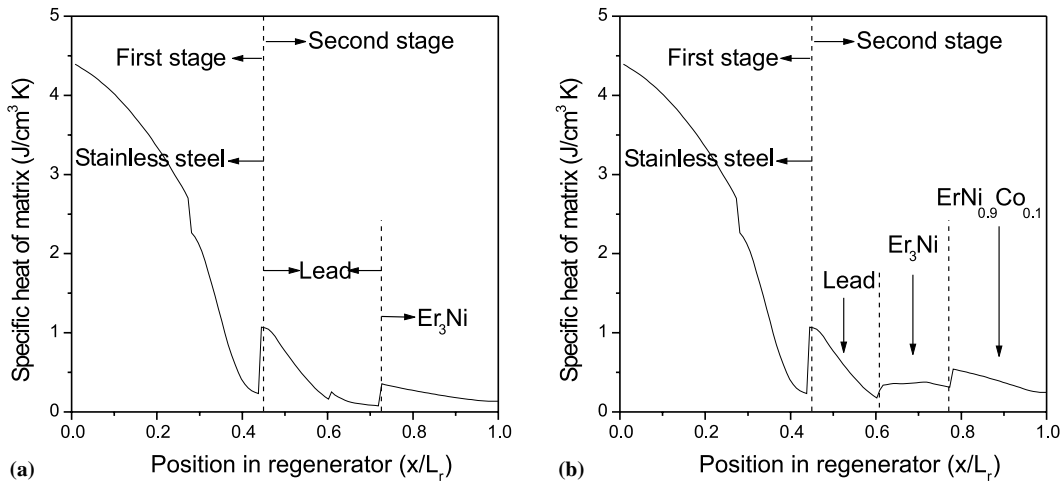 5
4
3
2
1
0
0.0 0.2 0.4 0.6 0.8 1.0
Specific heat of matrix (J/cm³ K)
Position in regenerator (x/Lᵣ)
First stage
Second stage
Stainless steel
Lead
Er₃Ni
(a)
5
4
3
2
1
0
0.0 0.2 0.4 0.6 0.8 1.0
Specific heat of matrix (J/cm³ K)
Position in regenerator (x/Lᵣ)
First stage
Second stage
Stainless steel
ErNi₀.₉Co₀.₁
Er₃Ni
Lead
(b)